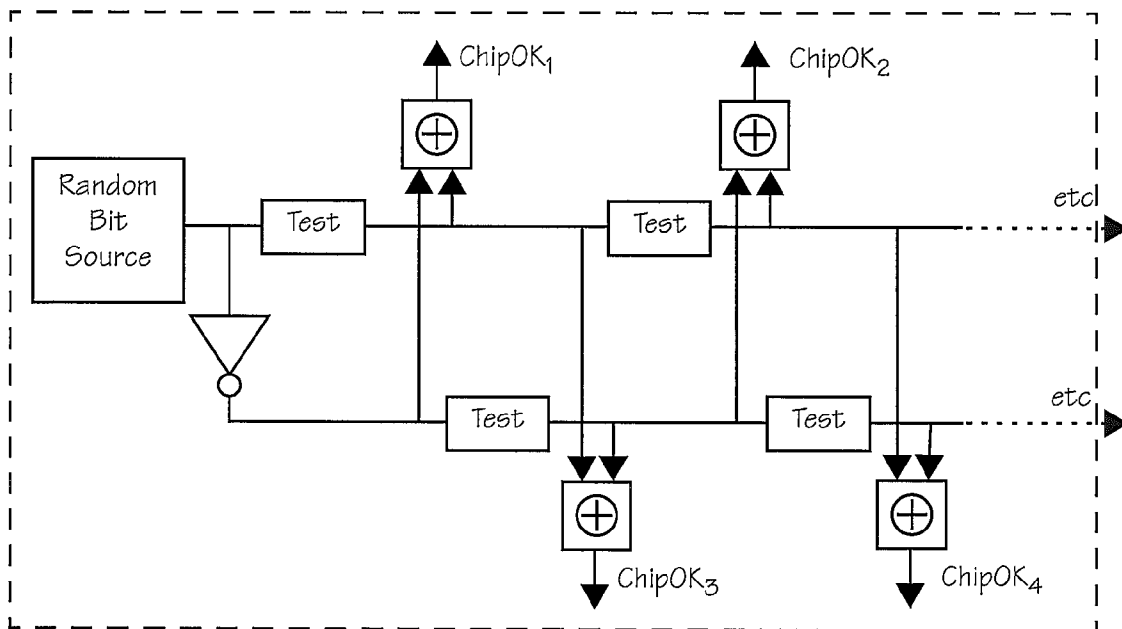 ChipOK1
ChipOK2
Random
Bit
Source
Test
Test
etc
Test
Test
etc
ChipOK3
ChipOK4